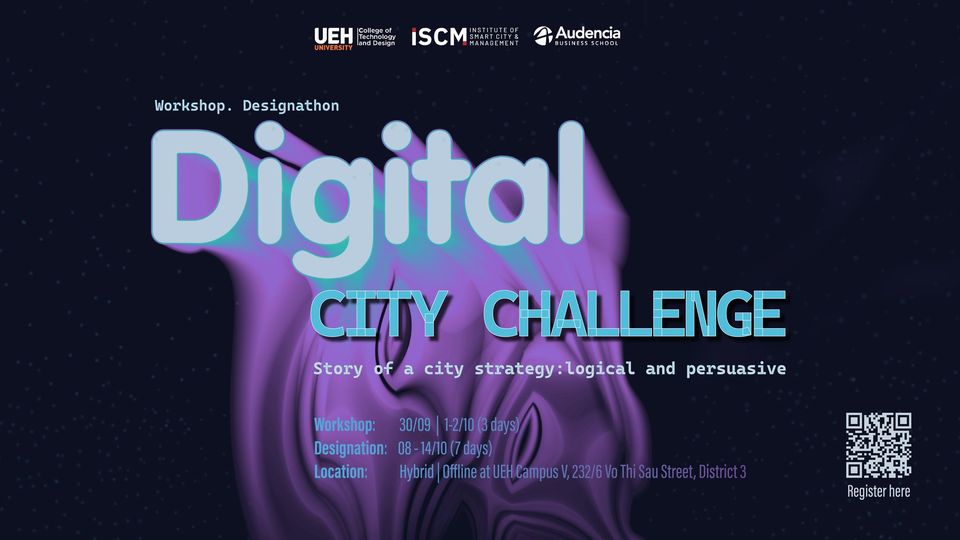 UEH UNIVERSITY College of Technology and Design
iSCM INSTITUTE OF SMART CITY & MANAGEMENT
Audencia BUSINESS SCHOOL
Workshop. Designathon
Digital
CITY CHALLENGE
Story of a city strategy:logical and persuasive
Workshop: 30/09 | 1-2/10 (3 days)
Designation: 08 - 14/10 (7 days)
Location: Hybrid | Offline at UEH Campus V, 232/6 Vo Thi Sau Street, District 3
Register here